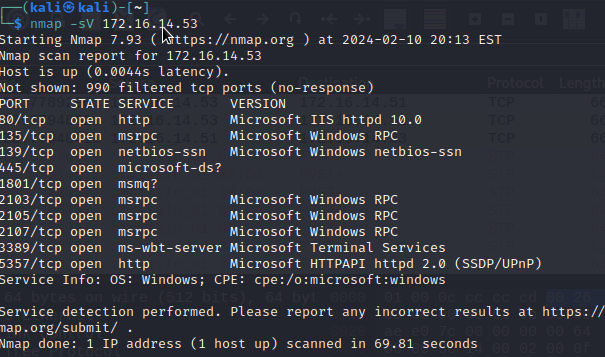 ┌──(kali㉿kali)-[~]
└─$ nmap -sV 172.16.14.53
Starting Nmap 7.93 ( https://nmap.org ) at 2024-02-10 20:13 EST
Nmap scan report for 172.16.14.53
Host is up (0.0044s latency).
Not shown: 990 filtered tcp ports (no-response)
PORT     STATE SERVICE       VERSION
80/tcp   open  http          Microsoft IIS httpd 10.0
135/tcp  open  msrpc         Microsoft Windows RPC
139/tcp  open  netbios-ssn   Microsoft Windows netbios-ssn
445/tcp  open  microsoft-ds?
1801/tcp open  msmq?
2103/tcp open  msrpc         Microsoft Windows RPC
2105/tcp open  msrpc         Microsoft Windows RPC
2107/tcp open  msrpc         Microsoft Windows RPC
3389/tcp open  ms-wbt-server Microsoft Terminal Services
5357/tcp open  http          Microsoft HTTPAPI httpd 2.0 (SSDP/UPnP)
Service Info: OS: Windows; CPE: cpe:/o:microsoft:windows
Service detection performed. Please report any incorrect results at https://
map.org/submit/ .
Nmap done: 1 IP address (1 host up) scanned in 69.81 seconds